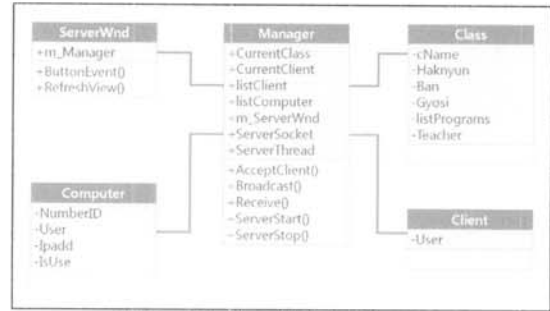 ServerWnd
+m_Manager
+ButtonEvent()
+RefreshView()
Manager
+CurrentClass
+CurrentClient
+listClient
+listComputer
+m_ServerWnd
+ServerSocket
+ServerThread
+AcceptClient()
+Broadcast()
+Receive()
-ServerStart()
-ServerStop()
Class
-cName
-Haknyun
-Ban
-Gyosi
-listPrograms
-Teacher
Computer
-NumberID
-User
-Ipadd
-IsUse
Client
-User